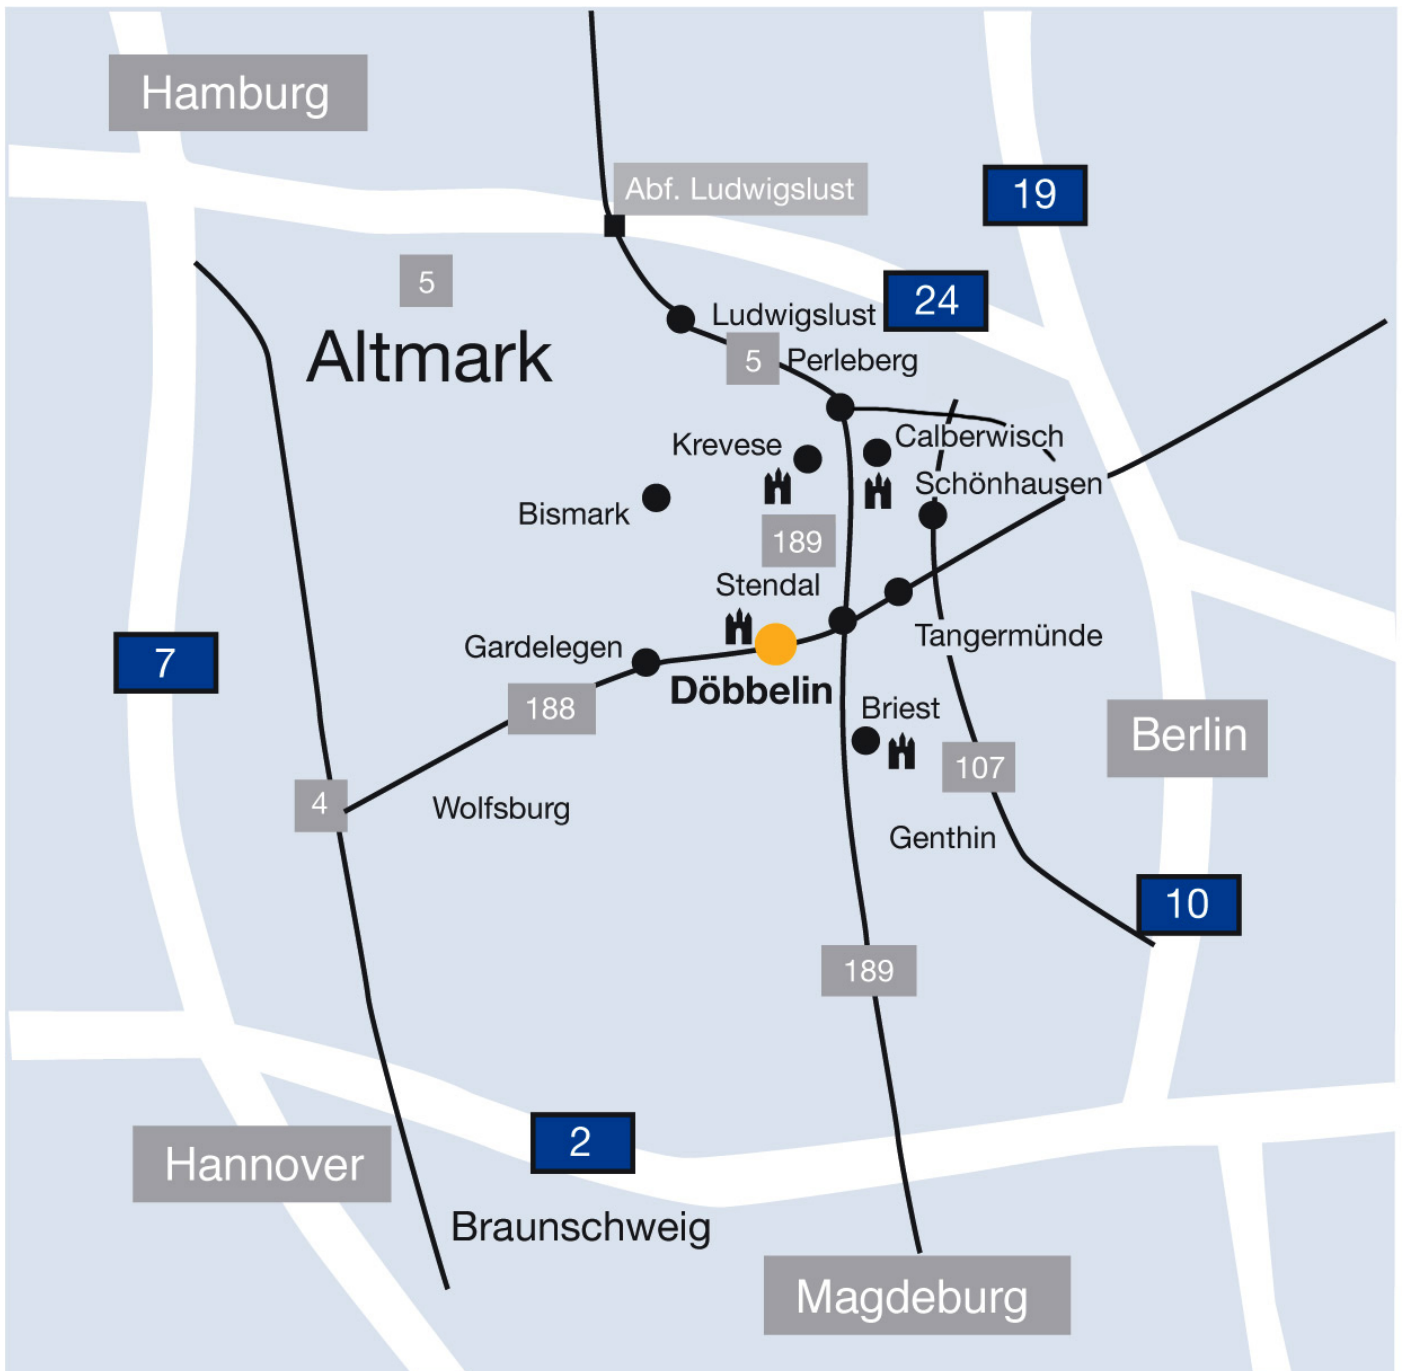 Hamburg
Abf. Ludwigslust
19
5
24
Ludwigslust
Altmark
5
Perleberg
Krevese
Calberwisch
Schönhausen
Bismark
189
Stendal
Gardelegen
Tangermünde
7
Döbbelin
188
Briest
Berlin
107
4
Wolfsburg
Genthin
10
189
2
Hannover
Braunschweig
Magdeburg